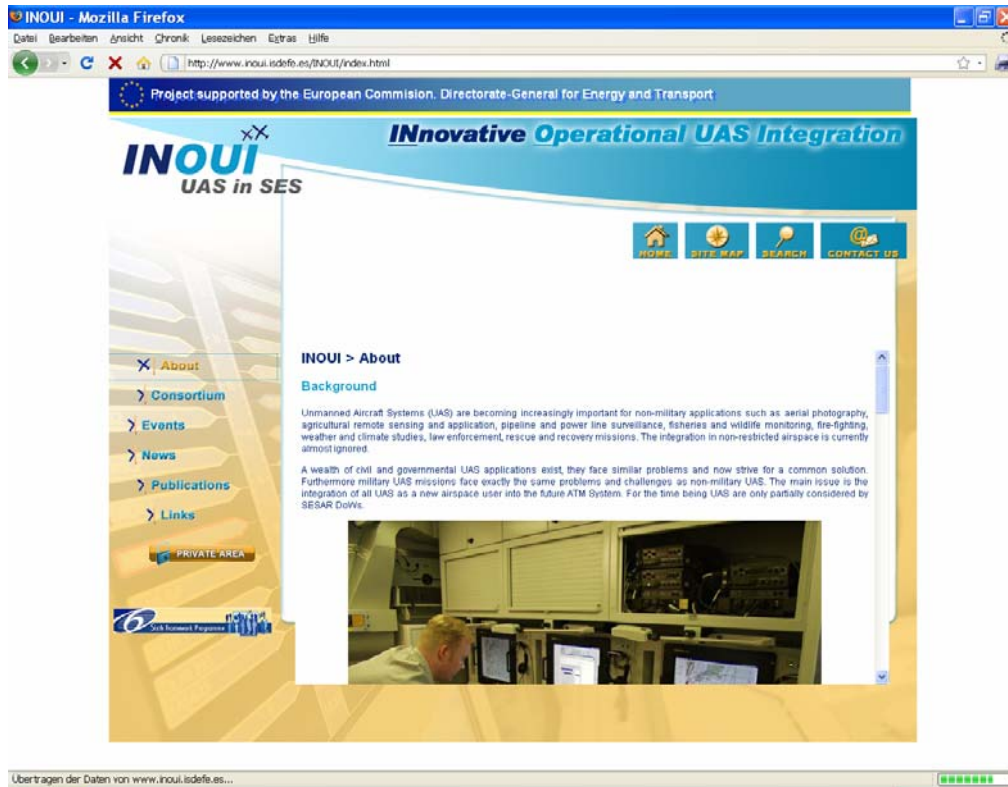 INOUI - Mozilla Firefox
Datei Bearbeiten Ansicht Chronik Lesezeichen Extras Hilfe
http://www.inoui.isdefe.es/INOUI/index.html
Project supported by the European Commision. Directorate-General for Energy and Transport
INnovative Operational UAS Integration
INOUI
UAS in SES
HOME SITE MAP SEARCH CONTACT US
About
Consortium
Events
News
Publications
Links
PRIVATE AREA
Sixth Framework Programme
INOUI > About
Background
Unmanned Aircraft Systems (UAS) are becoming increasingly important for non-military applications such as aerial photography,
agricultural remote sensing and application, pipeline and power line surveillance, fisheries and wildlife monitoring, fire-fighting,
weather and climate studies, law enforcement, rescue and recovery missions. The integration in non-restricted airspace is currently
almost ignored.
A wealth of civil and governmental UAS applications exist, they face similar problems and now strive for a common solution.
Furthermore military UAS missions face exactly the same problems and challenges as non-military UAS. The main issue is the
integration of all UAS as a new airspace user into the future ATM System. For the time being UAS are only partially considered by
SESAR DoWs.
Übertragen der Daten von www.inoui.isdefe.es...